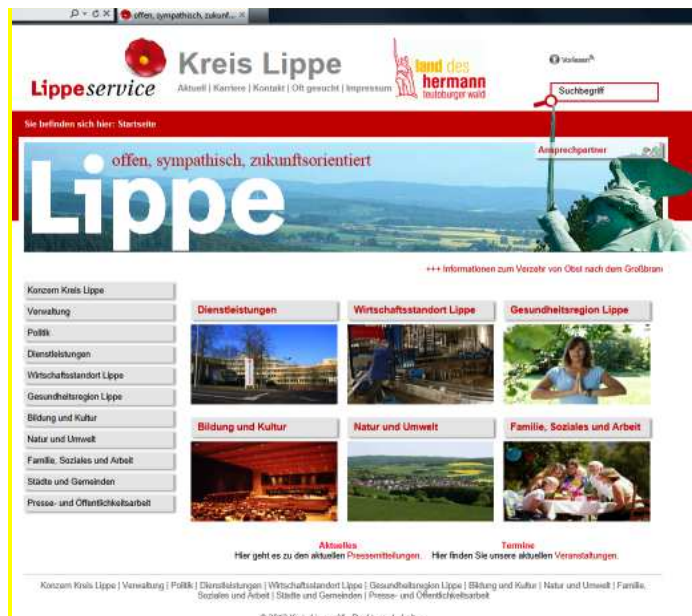 offen, sympathisch, zukunf...
Lippeservice
Kreis Lippe
Aktuell | Karriere | Kontakt | Oft gesucht | Impressum
land des
hermann
teutoburger wald
Vorlesen
Suchbegriff
Sie befinden sich hier: Startseite
Ansprechpartner
offen, sympathisch, zukunftsorientiert
Lippe
+++ Informationen zum Verzehr von Obst nach dem Großbran
Konzern Kreis Lippe
Verwaltung
Politik
Dienstleistungen
Wirtschaftsstandort Lippe
Gesundheitsregion Lippe
Bildung und Kultur
Natur und Umwelt
Familie, Soziales und Arbeit
Städte und Gemeinden
Presse- und Öffentlichkeitsarbeit
Dienstleistungen
Wirtschaftsstandort Lippe
Gesundheitsregion Lippe
Bildung und Kultur
Natur und Umwelt
Familie, Soziales und Arbeit
Aktuelles
Hier geht es zu den aktuellen Pressemitteilungen.
Termine
Hier finden Sie unsere aktuellen Veranstaltungen.
Konzern Kreis Lippe | Verwaltung | Politik | Dienstleistungen | Wirtschaftsstandort Lippe | Gesundheitsregion Lippe | Bildung und Kultur | Natur und Umwelt | Familie,
Soziales und Arbeit | Städte und Gemeinden | Presse- und Öffentlichkeitsarbeit